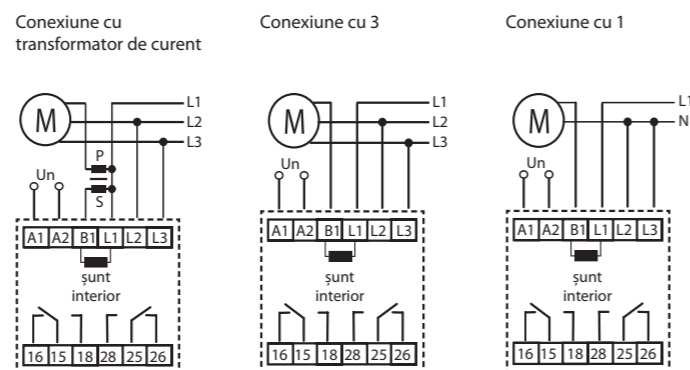 Conexiune cu
transformator de curent
L1
M
L2
L3
P
Un
S
A1 A2 B1 L1 L2 L3
șunt
interior
16 15 18 28 25 26
Conexiune cu 3
L1
M
L2
L3
Un
A1 A2 B1 L1 L2 L3
șunt
interior
16 15 18 28 25 26
Conexiune cu 1
L1
M
N
Un
A1 A2 B1 L1 L2 L3
șunt
interior
16 15 18 28 25 26